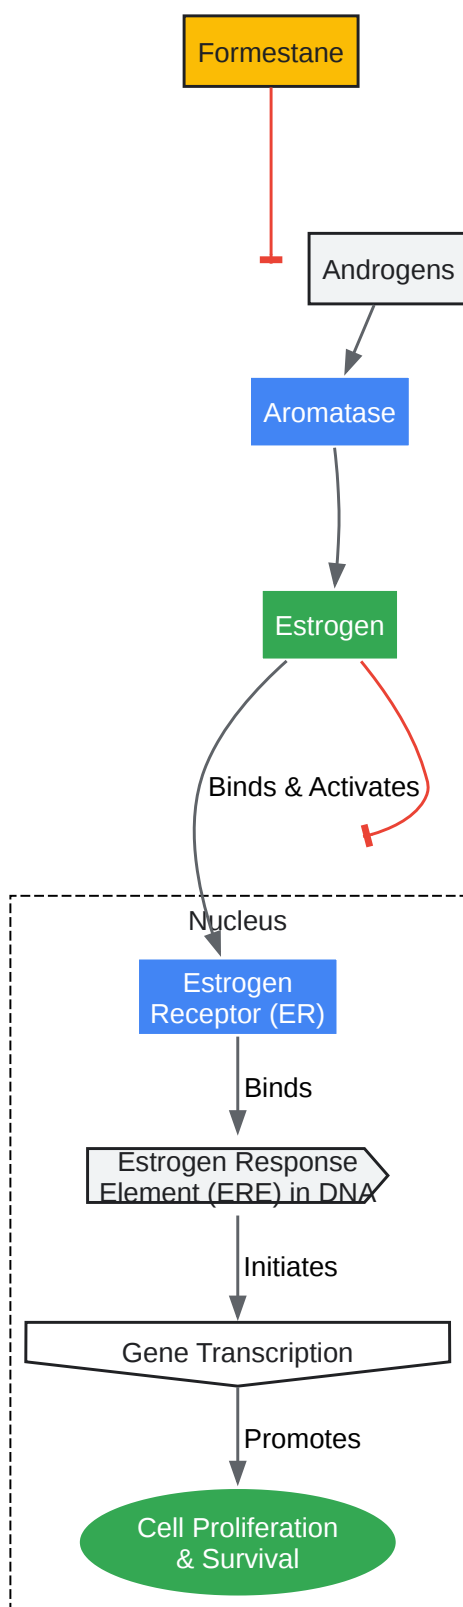 Formestane
Androgens
Aromatase
Estrogen
Binds & Activates
Nucleus
Estrogen
Receptor (ER)
Binds
Estrogen Response
Element (ERE) in DNA
Initiates
Gene Transcription
Promotes
Cell Proliferation
& Survival